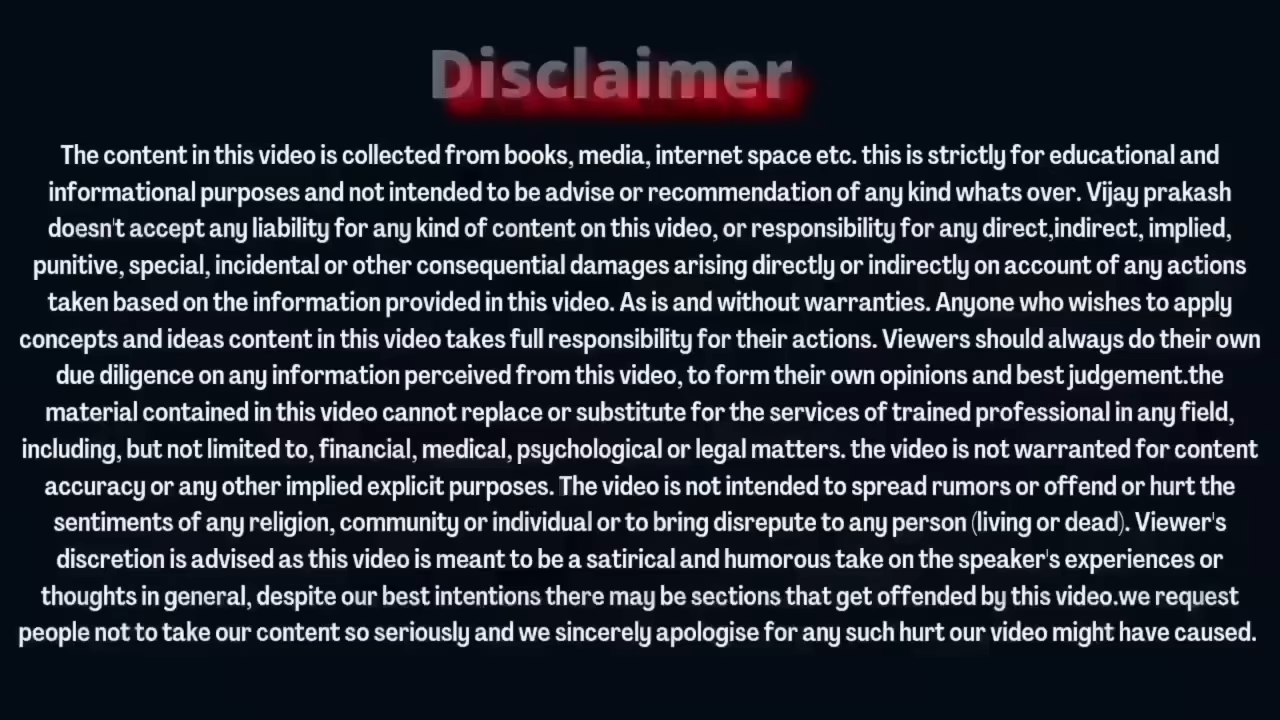 Disclaimer
The content in this video is collected from books, media, internet space etc. this is strictly for educational and
informational purposes and not intended to be advise or recommendation of any kind whats over. Vijay prakash
doesn't accept any liability for any kind of content on this video, or responsibility for any direct,indirect, implied,
punitive, special, incidental or other consequential damages arising directly or indirectly on account of any actions
taken based on the information provided in this video. As is and without warranties. Anyone who wishes to apply
concepts and ideas content in this video takes full responsibility for their actions. Viewers should always do their own
due diligence on any information perceived from this video, to form their own opinions and best judgement.the
material contained in this video cannot replace or substitute for the services of trained professional in any field,
including, but not limited to, financial, medical, psychological or legal matters. the video is not warranted for content
accuracy or any other implied explicit purposes. The video is not intended to spread rumors or offend or hurt the
sentiments of any religion, community or individual or to bring disrepute to any person (living or dead). Viewer's
discretion is advised as this video is meant to be a satirical and humorous take on the speaker's experiences or
thoughts in general, despite our best intentions there may be sections that get offended by this video.we request
people not to take our content so seriously and we sincerely apologise for any such hurt our video might have caused.